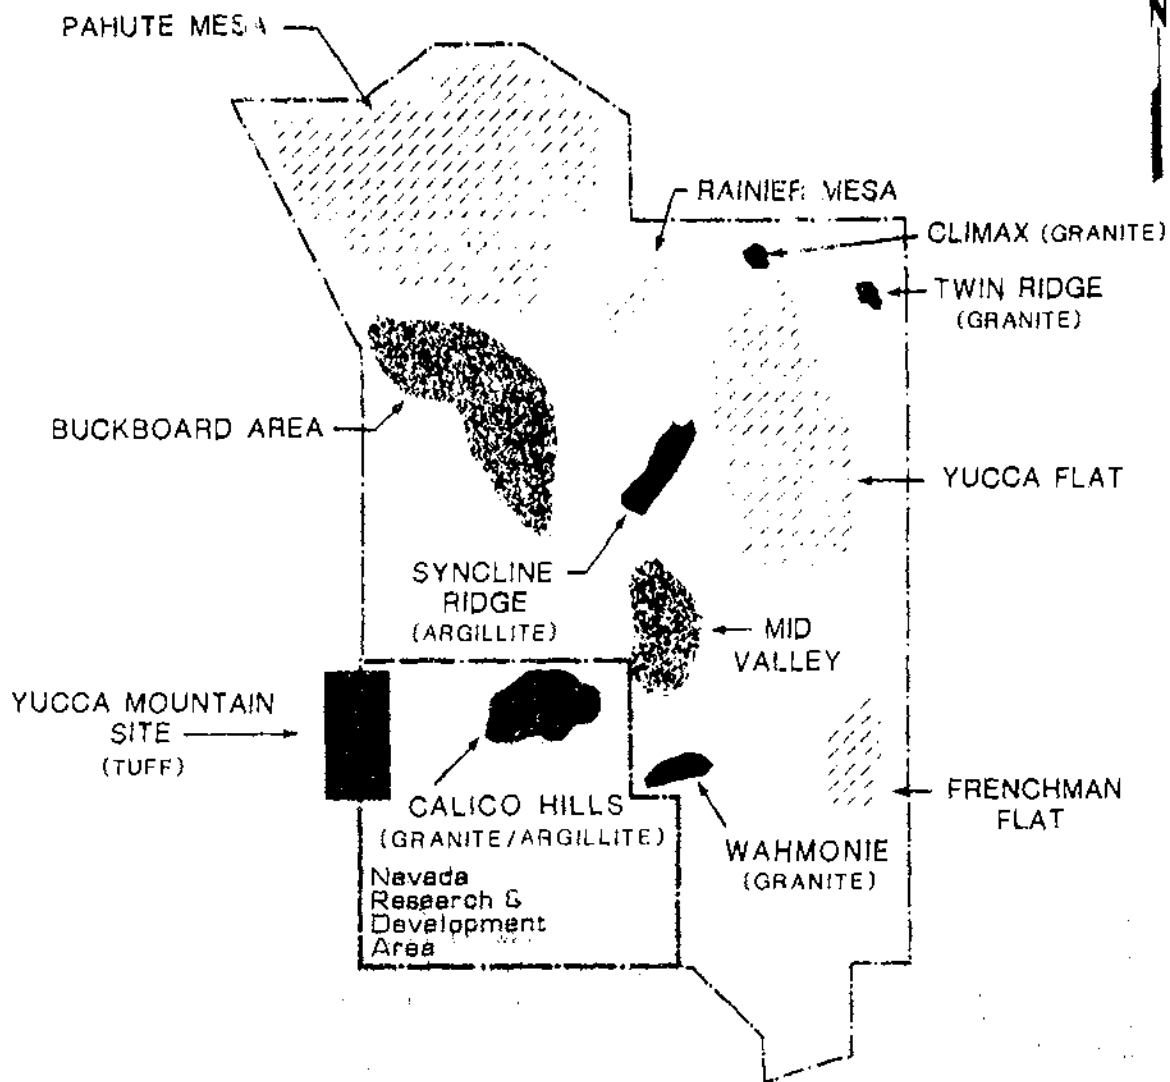 PAHUTE MESA
N
RAINIER MESA
CLIMAX (GRANITE)
TWIN RIDGE
(GRANITE)
BUCKBOARD AREA
YUCCA FLAT
SYNCLINE
RIDGE
(ARGILLITE)
MID
VALLEY
YUCCA MOUNTAIN
SITE
(TUFF)
CALICO HILLS
(GRANITE/ARGILLITE)
FRENCHMAN
FLAT
WAHMONIE
(GRANITE)
Nevada
Research &
Development
Area